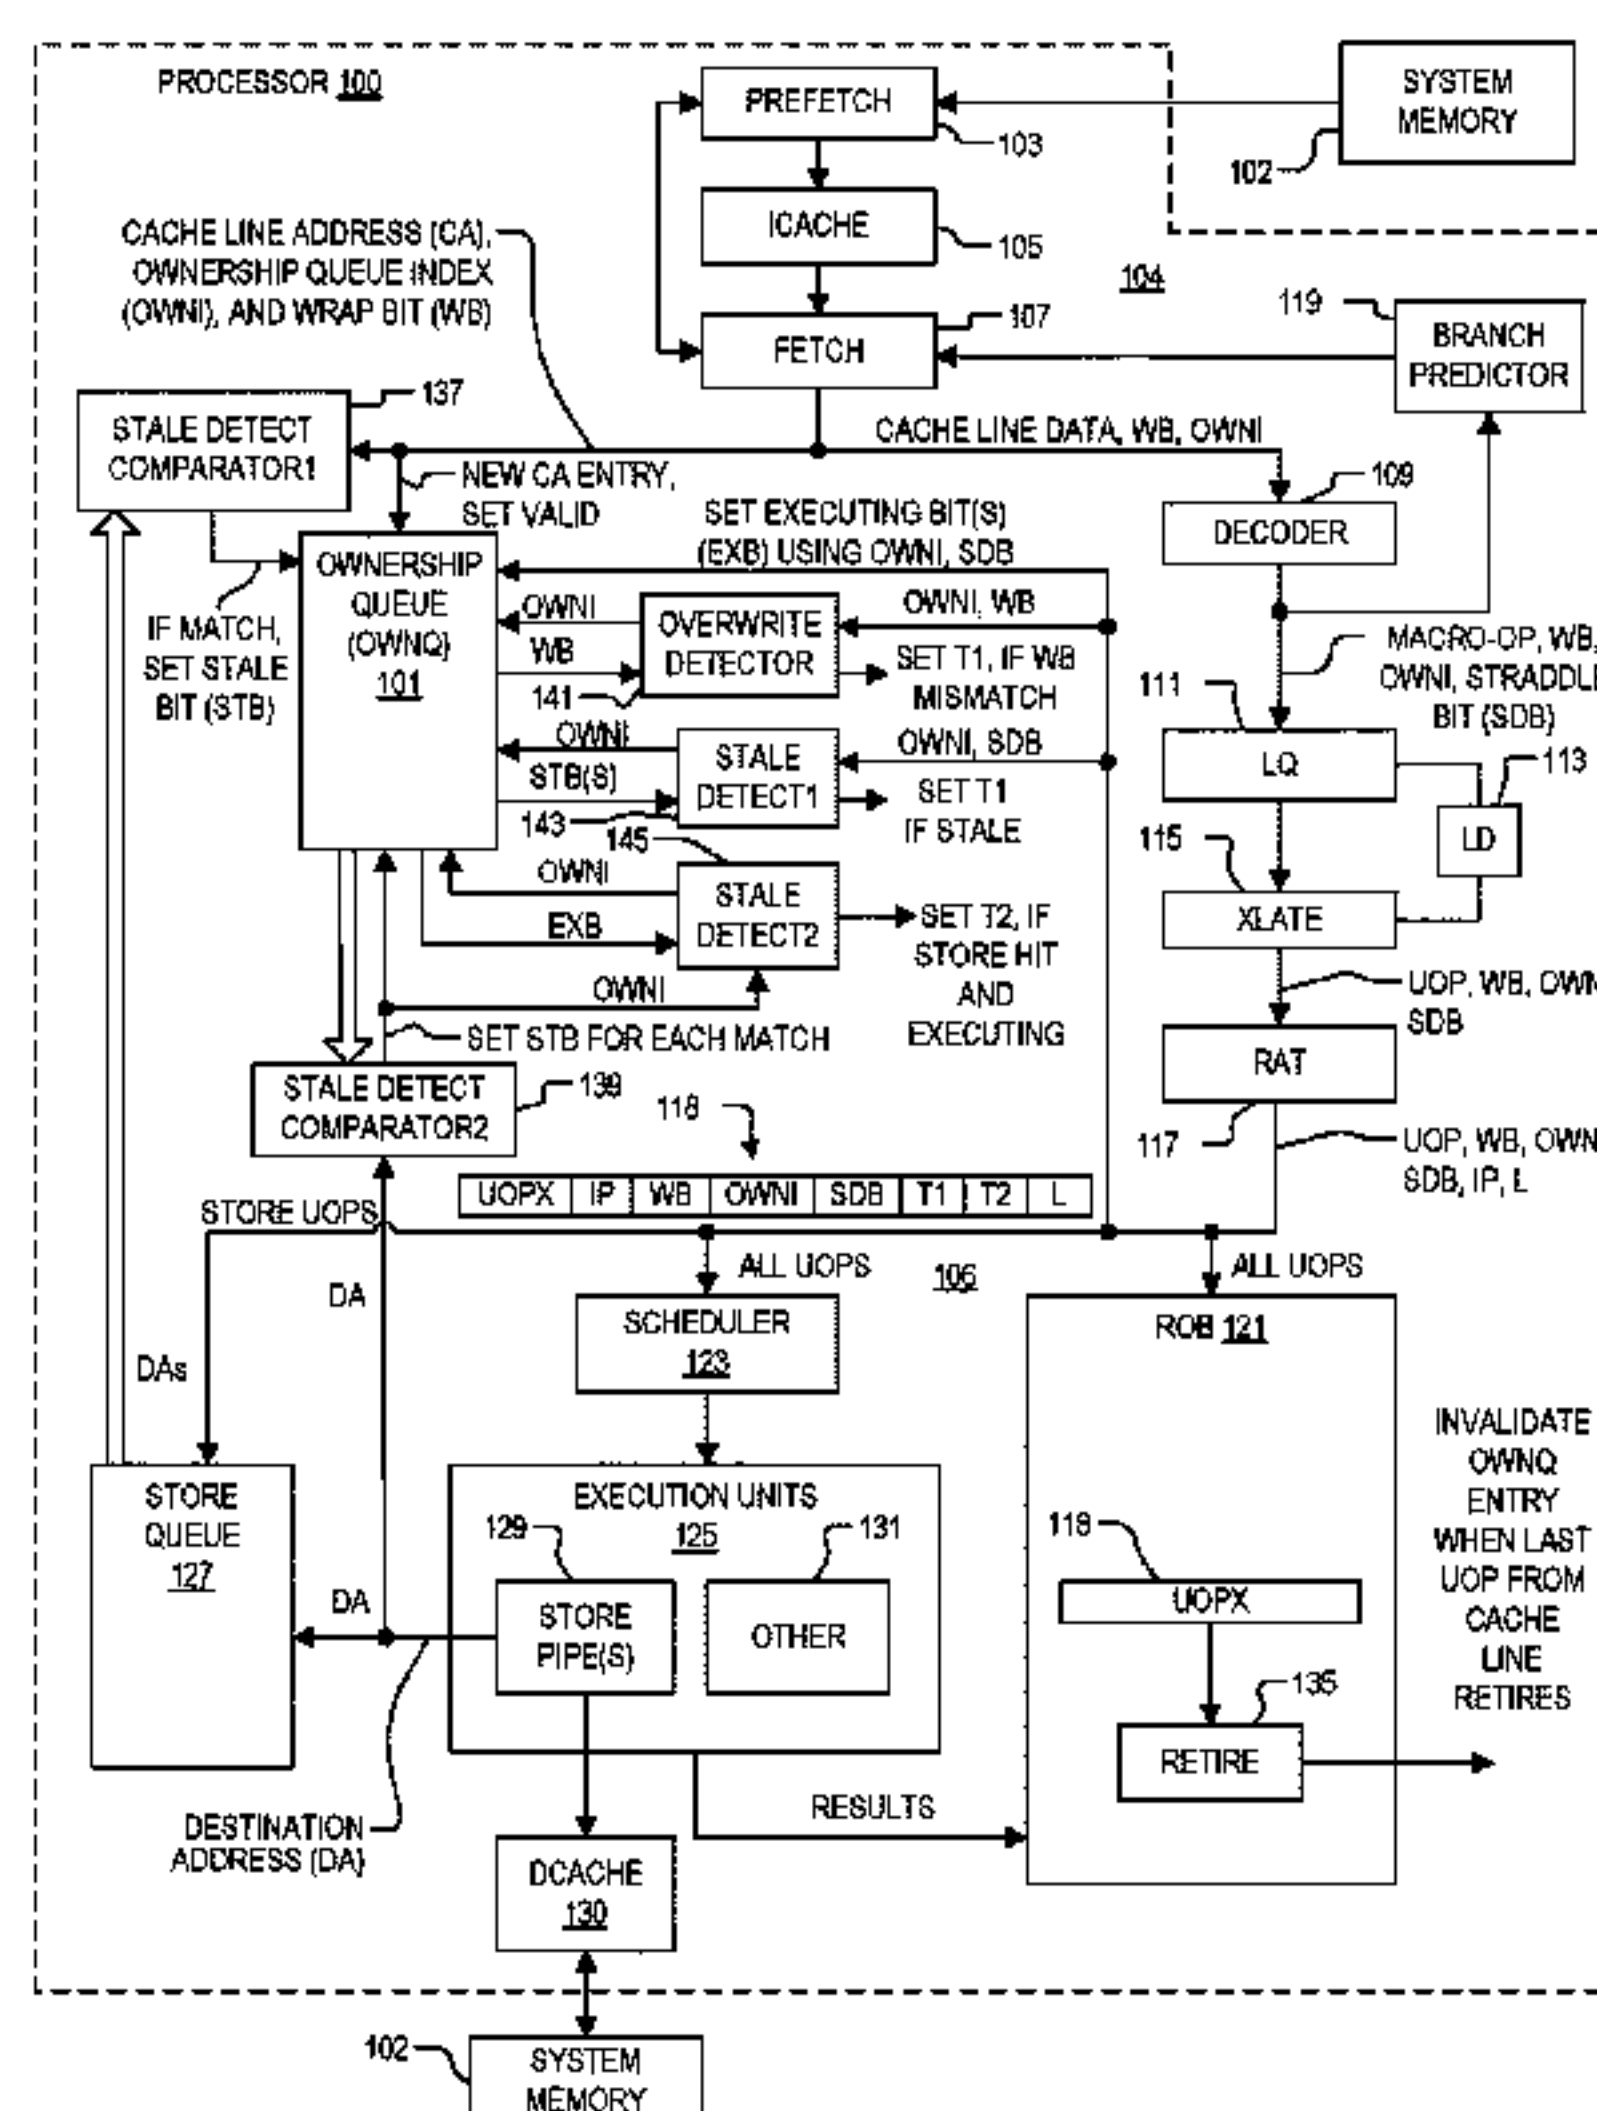 PROCESSOR 100
PREFETCH
103
SYSTEM
MEMORY
102
ICACHE
105
104
CACHE LINE ADDRESS (CA),
OWNERSHIP QUEUE INDEX
(OWNI), AND WRAP BIT (WB)
FETCH
107
119
BRANCH
PREDICTOR
137
STALE DETECT
COMPARATOR1
CACHE LINE DATA, WB, OWNI
NEW CA ENTRY,
SET VALID
109
DECODER
SET EXECUTING BIT(S)
(EXB) USING OWNI, SDB
OWNERSHIP
QUEUE
(OWNQ)
101
IF MATCH,
SET STALE
BIT (STB)
OWNI
WB
OVERWRITE
DETECTOR
141
OWNI, WB
SET T1, IF WB
MISMATCH
MACRO-OP, WB,
OWNI, STRADDLE
BIT (SDB)
111
LQ
113
LD
OWNI
STB(S)
STALE
DETECT1
143
OWNI, SDB
SET T1
IF STALE
115
XLATE
145
OWNI
EXB
STALE
DETECT2
SET T2, IF
STORE HIT
AND
EXECUTING
OWNI
SET STB FOR EACH MATCH
UOP, WB, OWN
SDB
RAT
117
UOP, WB, OWN
SDB, IP, L
STALE DETECT
COMPARATOR2
139
118
UOPX IP WB OWNI SDB T1 T2 L
STORE UOPS
ALL UOPS
106
ALL UOPS
DA
DAs
SCHEDULER
123
ROB 121
STORE
QUEUE
127
EXECUTION UNITS
125
129
131
STORE
PIPE(S)
OTHER
DA
118
UOPX
135
RETIRE
INVALIDATE
OWNQ
ENTRY
WHEN LAST
UOP FROM
CACHE
LINE
RETIRES
RESULTS
DESTINATION
ADDRESS (DA)
DCACHE
130
102
SYSTEM
MEMORY